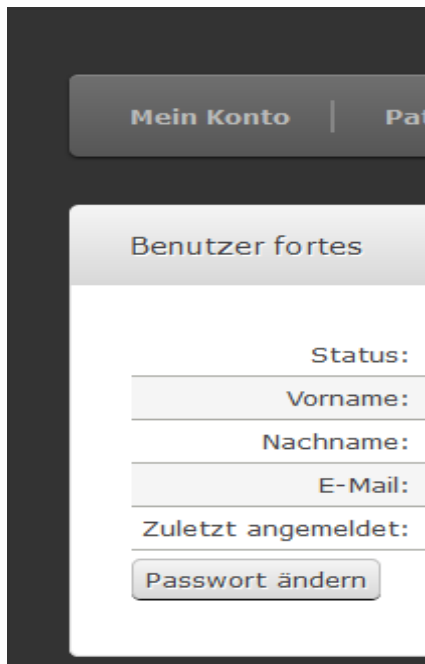 Mein Konto
Benutzer fortes
Status:
Vorname:
Nachname:
E-Mail:
Zuletzt angemeldet:
Passwort ändern